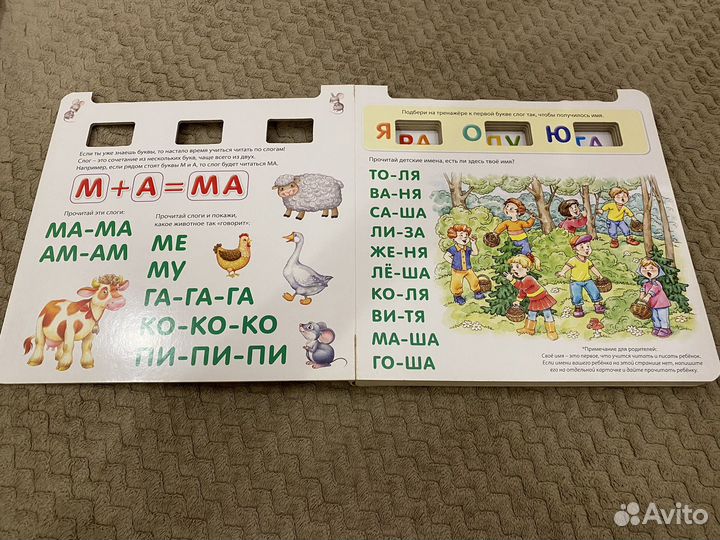 Если ты уже знаешь буквы, то настало время учиться читать по слогам!
Слог – это сочетание из нескольких букв, чаще всего из двух.
Например, если рядом стоят буквы М и А, то слог будет читаться МА.
М + А = МА
Прочитай эти слоги:
МА-МА
АМ-АМ
Прочитай слоги и покажи,
какое животное так «говорит»:
МЕ
МУ
ГА-ГА-ГА
КО-КО-КО
ПИ-ПИ-ПИ
Подбери на тренажёре к первой букве слог так, чтобы получилось имя.
Я РА О ЛУ Ю ГА
Прочитай детские имена, есть ли здесь твоё имя?
ТО-ЛЯ
ВА-НЯ
СА-ША
ЛИ-ЗА
ЖЕ-НЯ
ЛЁ-ША
КО-ЛЯ
ВИ-ТЯ
МА-ША
ГО-ША
*Примечание для родителей:
Своё имя – это первое, что учится читать и писать ребёнок.
Если имени вашего ребёнка на этой странице нет, напишите
его на отдельной карточке и дайте прочитать ребёнку.
Avito